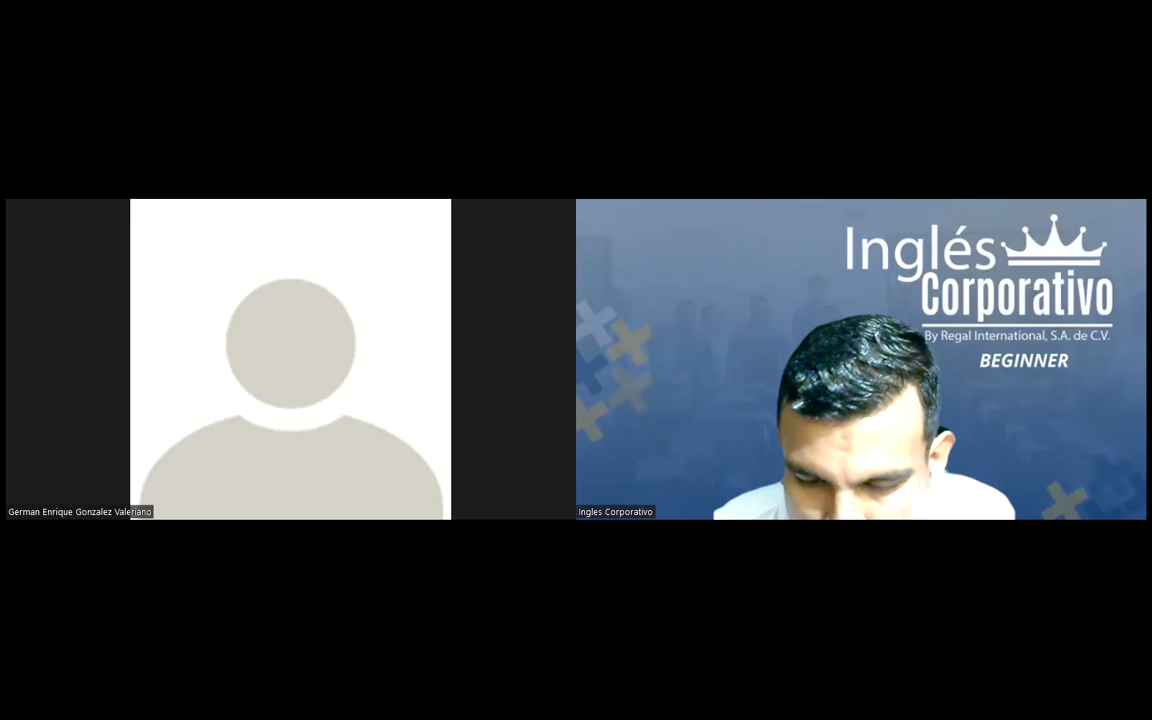 Inglés
Corporativo
By Regal International, S.A. de C.V.
BEGINNER
German Enrique Gonzalez Valeriano
Ingles Corporativo